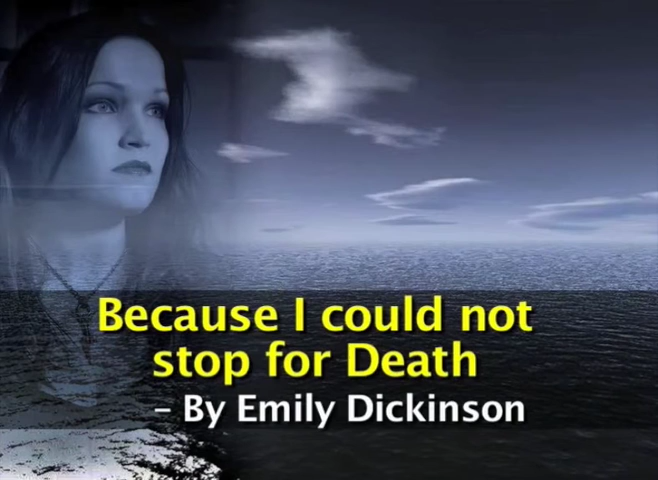 Because I could not
stop for Death
– By Emily Dickinson